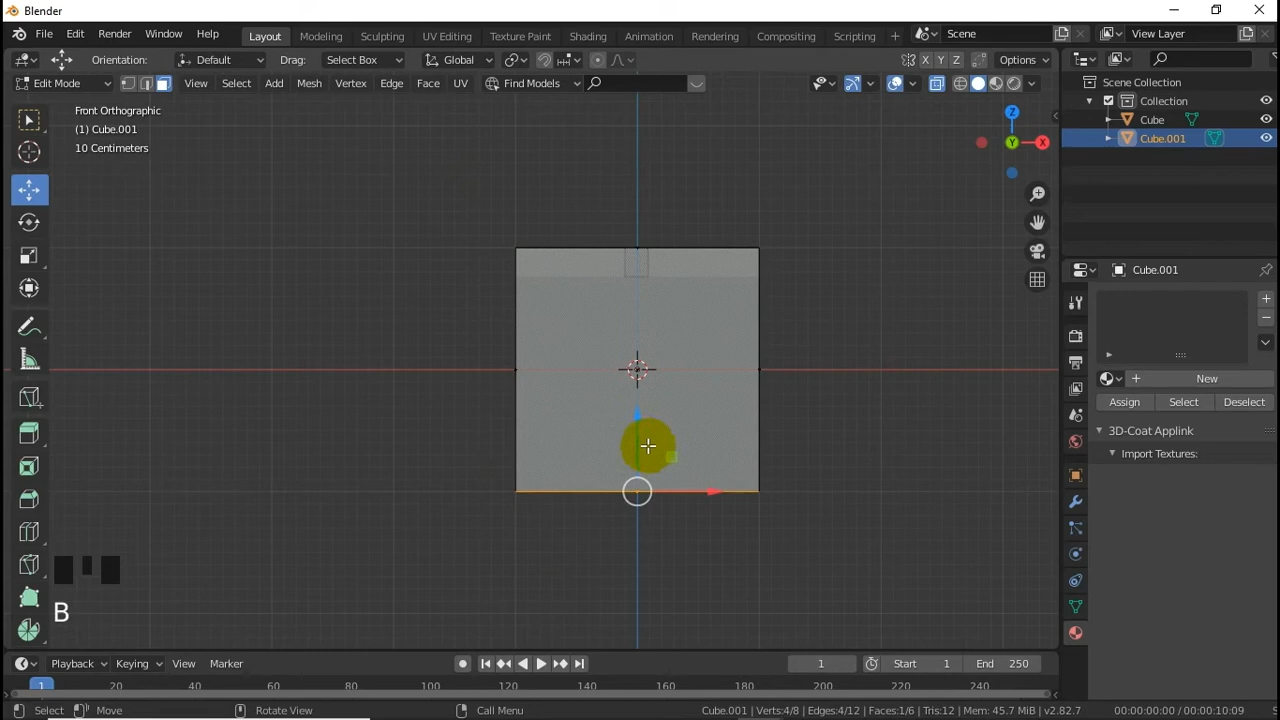 Blender
File Edit Render Window Help Layout Modeling Sculpting UV Editing Texture Paint Shading Animation Rendering Compositing Scripting + Scene View Layer
Orientation: Default Drag: Select Box Global X Y Z Options
Edit Mode View Select Add Mesh Vertex Edge Face UV Find Models
Front Orthographic
(1) Cube.001
10 Centimeters
Z
Y
X
B
Scene Collection
Collection
Cube
Cube.001
Cube.001
+
New
Assign Select Deselect
3D-Coat Applink
Import Textures:
Playback Keying View Marker 1 Start 1 End 250
1 20 40 60 80 100 120 140 160 180 200 220 240
Select Move Rotate View Call Menu Cube.001 | Verts:4/8 | Edges:4/12 | Faces:1/6 | Tris:12 | Mem: 45.7 MiB | 00:00:00:00 / 00:00:10:09 | v2.82.7